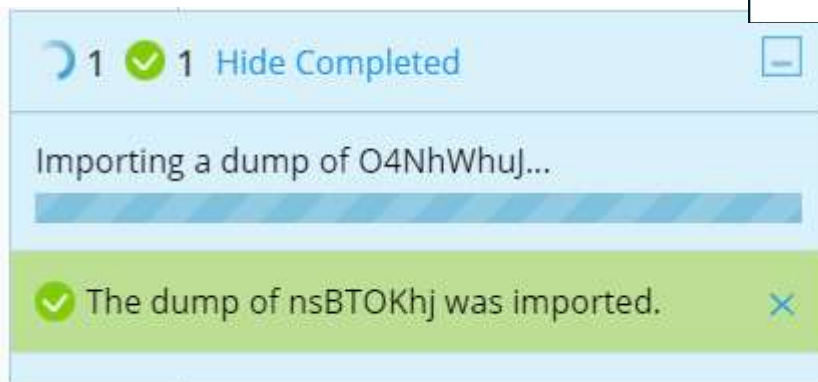 1 1 Hide Completed
Importing a dump of O4NhWhuJ...
The dump of nsBTOKhj was imported.